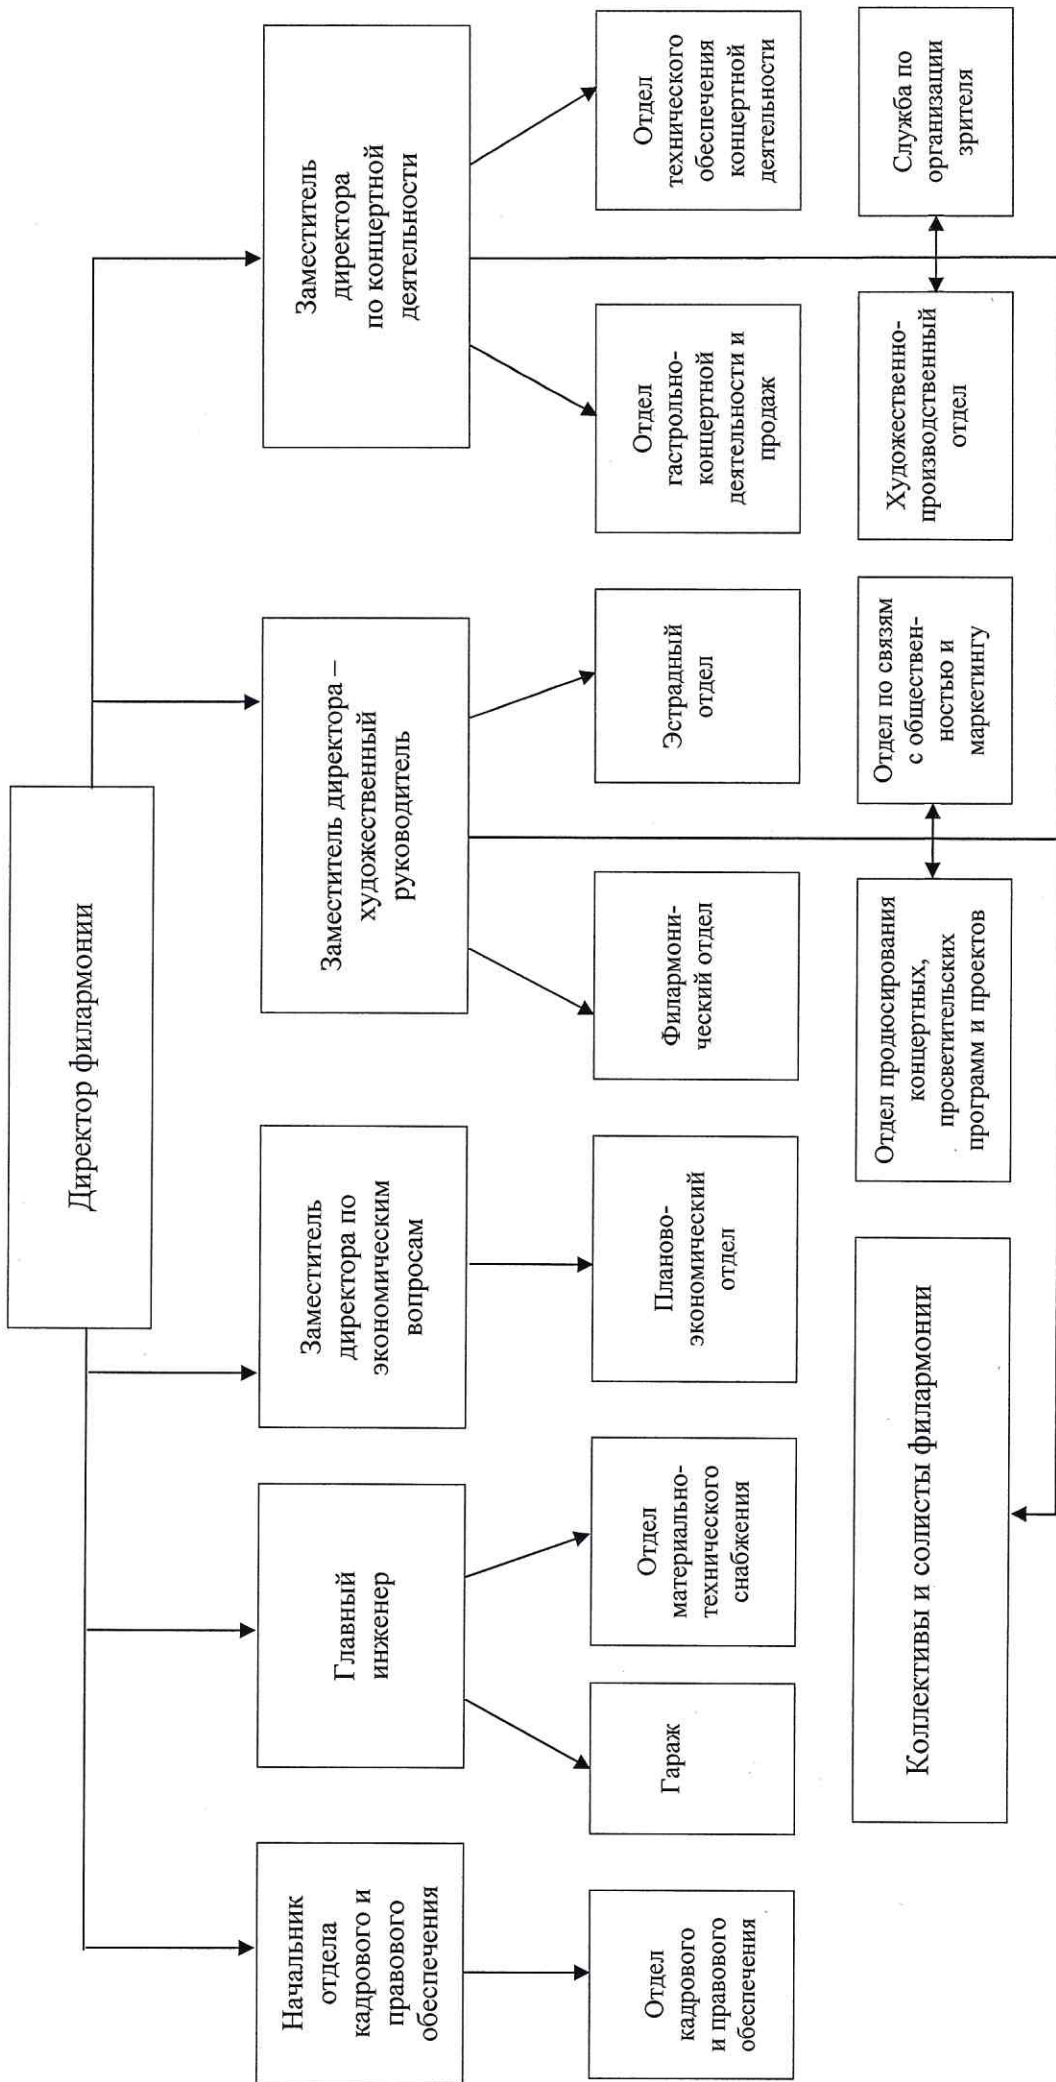 Директор филармонии
Начальник
отдела
кадрового и
правового
обеспечения
Главный
инженер
Заместитель
директора по
экономическим
вопросам
Заместитель директора –
художественный
руководитель
Заместитель
директора
по концертной
деятельности
Отдел
кадрового
и правового
обеспечения
Гараж
Отдел
материально-
технического
снабжения
Планово-
экономический
отдел
Филармони-
ческий отдел
Эстрадный
отдел
Отдел
гастрольно-
концертной
деятельности и
продаж
Отдел
технического
обеспечения
концертной
деятельности
Коллективы и солисты филармонии
Отдел продюсирования
концертных,
просветительских
программ и проектов
Отдел по связям
с обществен-
ностью и
маркетингу
Художественно-
производственный
отдел
Служба по
организации
зрителя